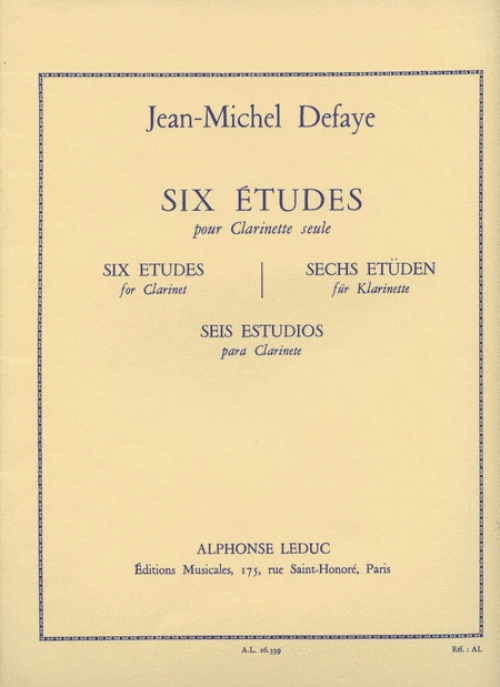 Jean-Michel Defaye
SIX ÉTUDES
pour Clarinette seule
SIX ETUDES
for Clarinet
SECHS ETÜDEN
für Klarinette
SEIS ESTUDIOS
para Clarinete
ALPHONSE LEDUC
Éditions Musicales, 175, rue Saint-Honoré, Paris
A.L. 26.339
Réf. : AL